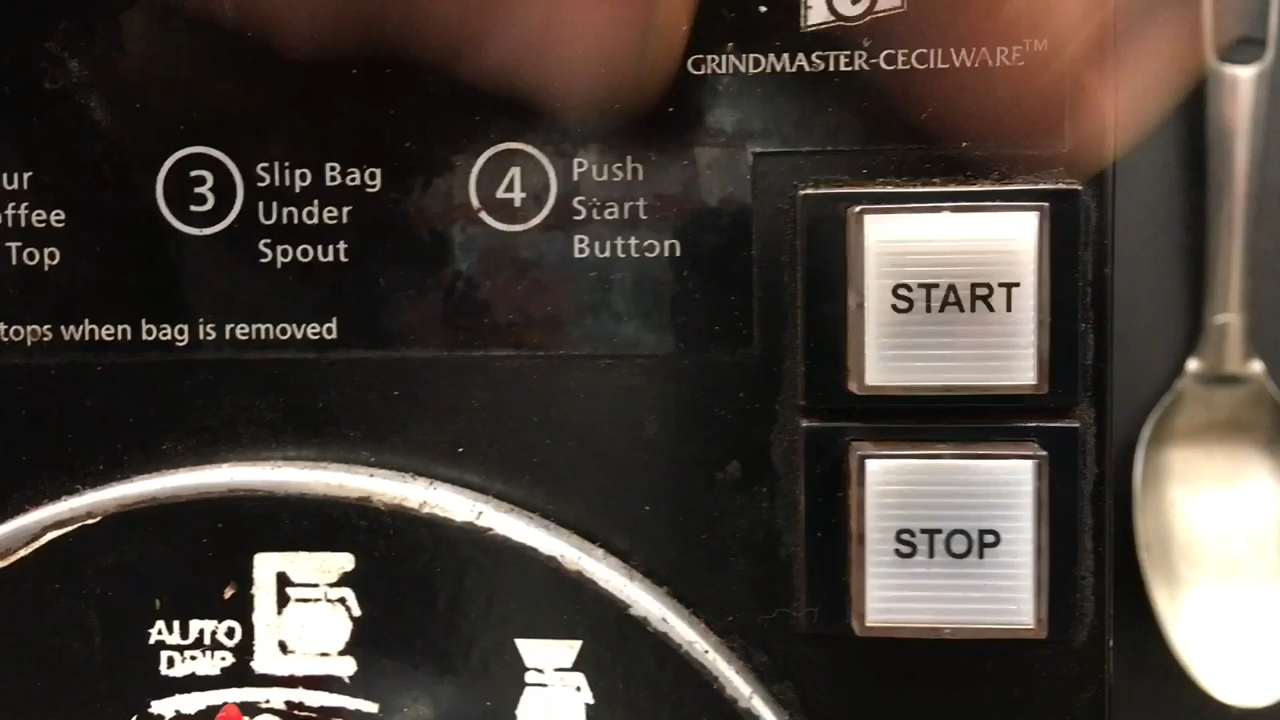 GRINDMASTER-CECILWARE™
ur
ffee
Top
3
Slip Bag
Under
Spout
4
Push
Start
Button
tops when bag is removed
START
STOP
AUTO
DRIP